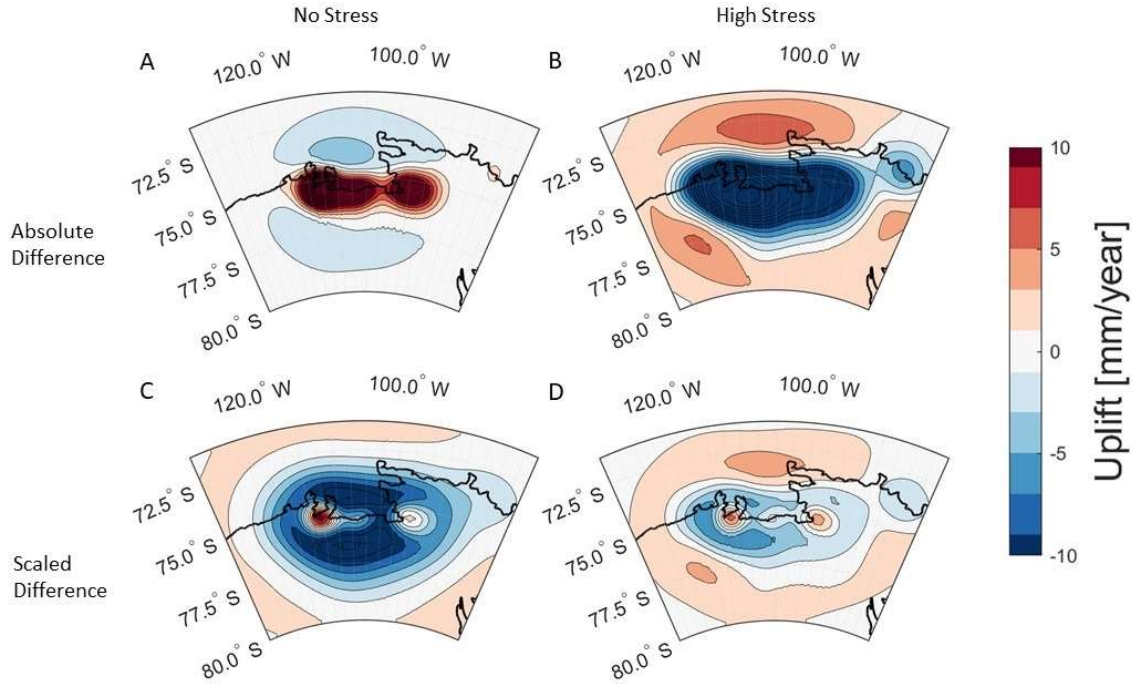 No Stress
High Stress
A
120.0° W
100.0° W
B
120.0° W
100.0° W
72.5° S
75.0° S
77.5° S
80.0° S
72.5° S
75.0° S
77.5° S
80.0° S
Absolute
Difference
10
5
0
-5
-10
Uplift [mm/year]
C
120.0° W
100.0° W
D
120.0° W
100.0° W
72.5° S
75.0° S
77.5° S
80.0° S
72.5° S
75.0° S
77.5° S
80.0° S
Scaled
Difference